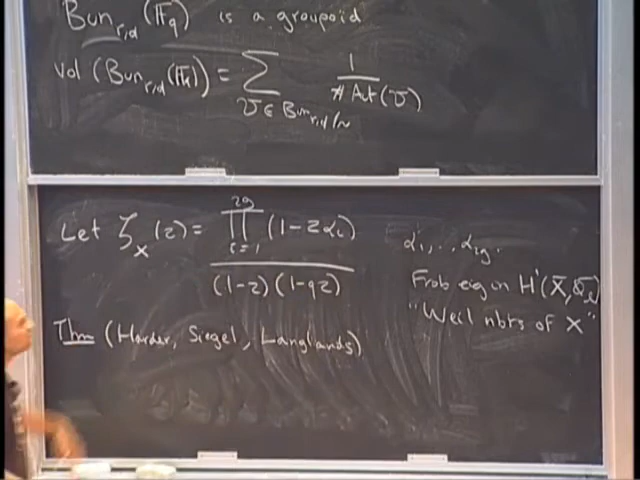 Bun_{r,d}(𝔽_q) is a groupoid
vol (Bun_{r,d}(𝔽_q)) = ∑_{𝒱 ∈ Bun_{r,d}/~} 1/#Aut(𝒱)
Let ζ_X(z) = ∏_{i=1}^{2g} (1-zα_i) / (1-z)(1-qz)
α_1, ... α_{2g}.
Frob eig on H^1(X̄, ℚ̄_ℓ)
"Weil nbrs of X"
Thm (Harder, Siegel, Langlands)